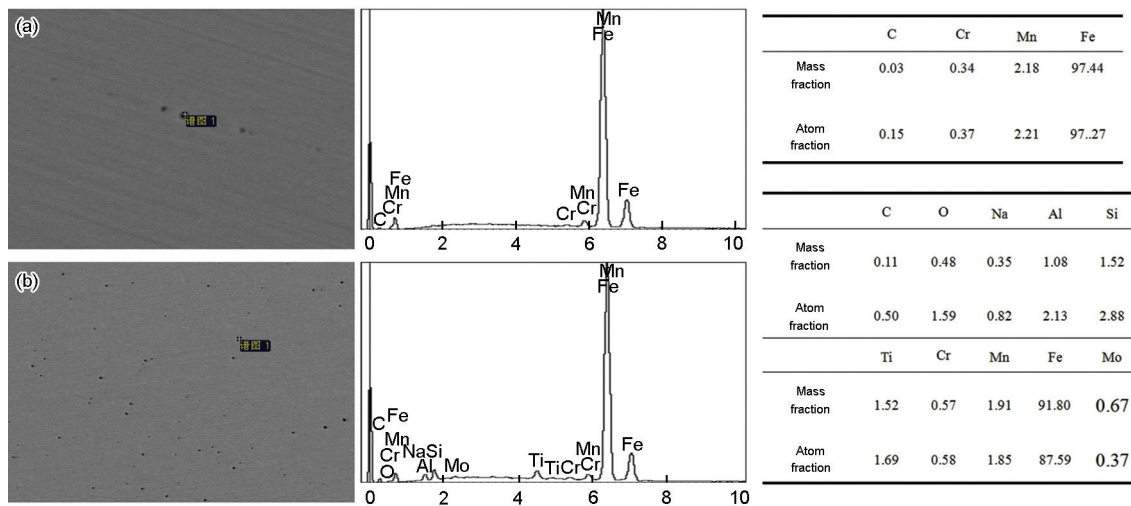 (a)
谱图 1
Mn
Fe
Fe
Mn
Cr
C
Mn
Cr
Cr
Fe
0 2 4 6 8 10
C Cr Mn Fe
Mass
fraction
0.03 0.34 2.18 97.44
Atom
fraction
0.15 0.37 2.21 97..27
(b)
谱图 1
Mn
Fe
C Fe
Mn
Cr
O
Na Si
Al
Mo
Ti
Ti Cr
Mn
Cr
Fe
0 2 4 6 8 10
C O Na Al Si
Mass
fraction
0.11 0.48 0.35 1.08 1.52
Atom
fraction
0.50 1.59 0.82 2.13 2.88
Ti Cr Mn Fe Mo
Mass
fraction
1.52 0.57 1.91 91.80 0.67
Atom
fraction
1.69 0.58 1.85 87.59 0.37